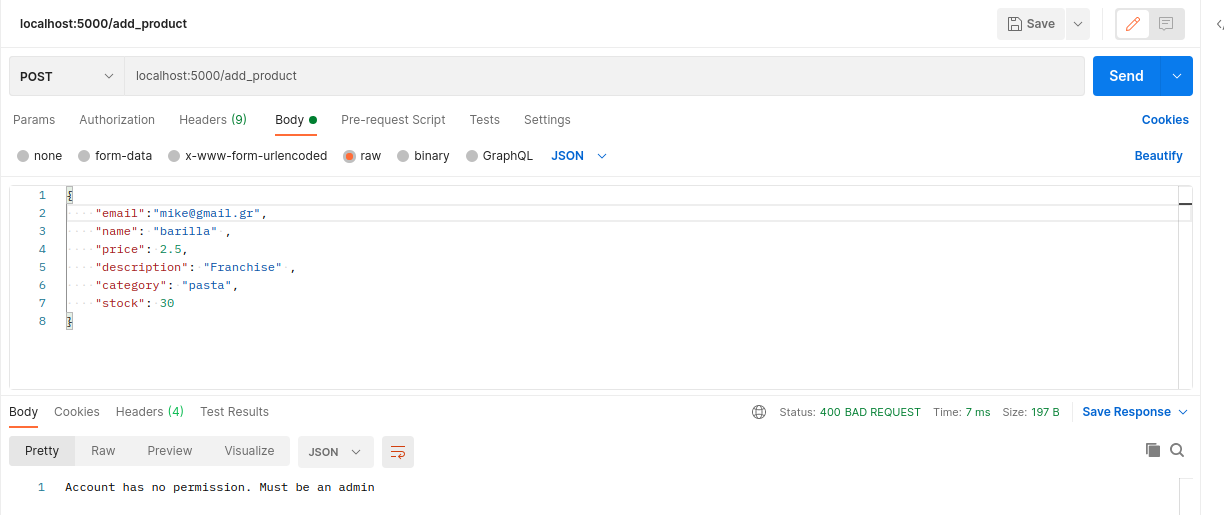 localhost:5000/add_product
Save
POST
localhost:5000/add_product
Send
Params Authorization Headers (9) Body Pre-request Script Tests Settings Cookies
none form-data x-www-form-urlencoded raw binary GraphQL JSON Beautify
1 {
2 "email":"mike@gmail.gr",
3 "name": "barilla" ,
4 "price": 2.5,
5 "description": "Franchise" ,
6 "category": "pasta",
7 "stock": 30
8 }
Body Cookies Headers (4) Test Results Status: 400 BAD REQUEST Time: 7 ms Size: 197 B Save Response
Pretty Raw Preview Visualize JSON
1 Account has no permission. Must be an admin